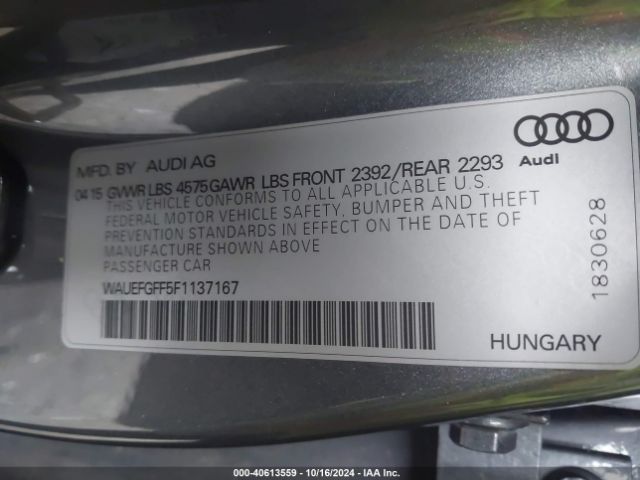 MFD. BY AUDI AG
04 15 GVWR LBS 4575 GAWR LBS FRONT 2392/REAR 2293
THIS VEHICLE CONFORMS TO ALL APPLICABLE U.S.
FEDERAL MOTOR VEHICLE SAFETY, BUMPER AND THEFT
PREVENTION STANDARDS IN EFFECT ON THE DATE OF
MANUFACTURE SHOWN ABOVE
PASSENGER CAR
WAUEFGFF5F1137167
Audi
1830628
HUNGARY
000-40613559 - 10/16/2024 - IAA Inc.